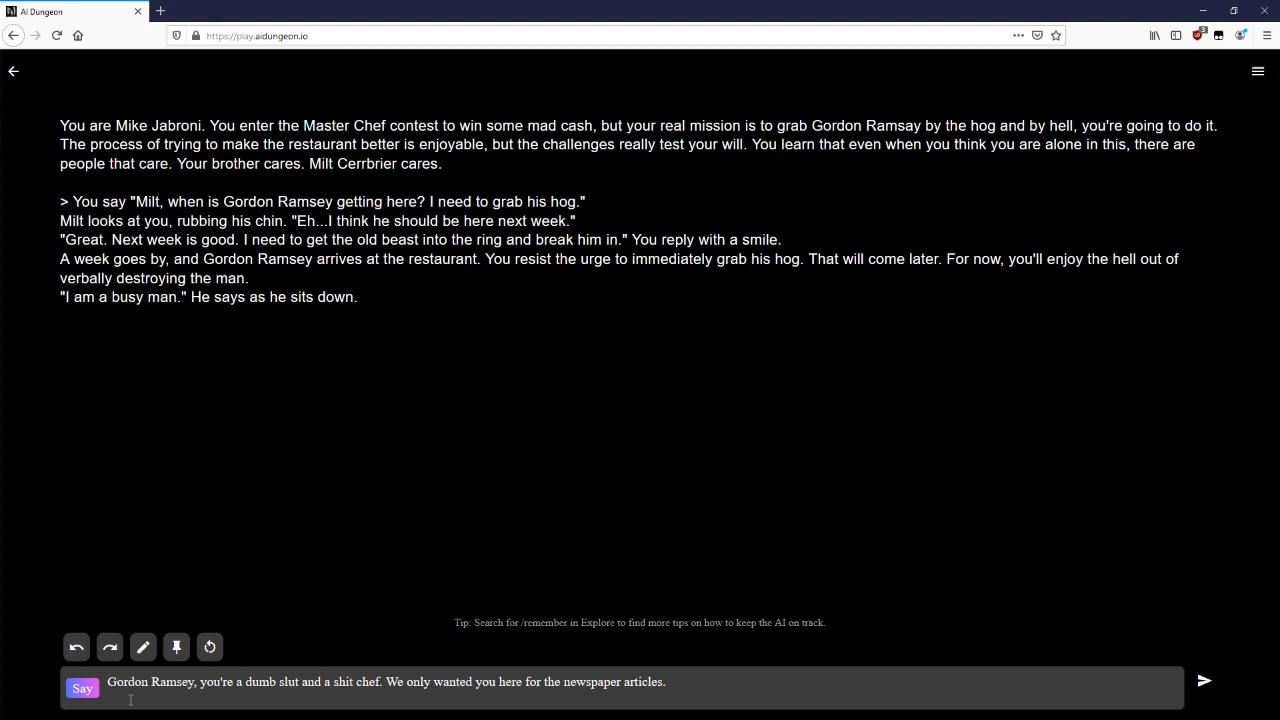 AI Dungeon
https://play.aidungeon.io
3
You are Mike Jabroni. You enter the Master Chef contest to win some mad cash, but your real mission is to grab Gordon Ramsay by the hog and by hell, you're going to do it.
The process of trying to make the restaurant better is enjoyable, but the challenges really test your will. You learn that even when you think you are alone in this, there are
people that care. Your brother cares. Milt Cerrbrier cares.
> You say "Milt, when is Gordon Ramsey getting here? I need to grab his hog."
Milt looks at you, rubbing his chin. "Eh...I think he should be here next week."
"Great. Next week is good. I need to get the old beast into the ring and break him in." You reply with a smile.
A week goes by, and Gordon Ramsey arrives at the restaurant. You resist the urge to immediately grab his hog. That will come later. For now, you'll enjoy the hell out of
verbally destroying the man.
"I am a busy man." He says as he sits down.
Tip: Search for /remember in Explore to find more tips on how to keep the AI on track.
Say Gordon Ramsey, you're a dumb slut and a shit chef. We only wanted you here for the newspaper articles.